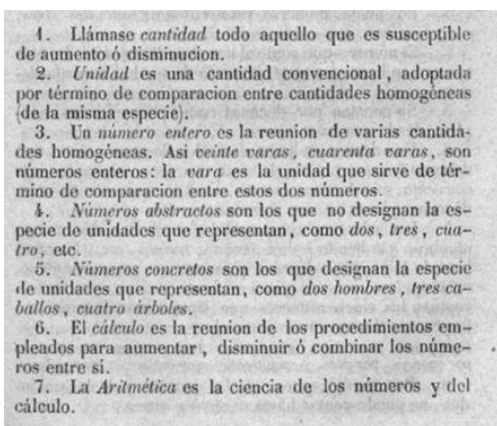 1. Llámase cantidad todo aquello que es susceptible
de aumento ó disminucion.
2. Unidad es una cantidad convencional, adoptada
por término de comparacion entre cantidades homogéneas
(de la misma especie).
3. Un número entero es la reunion de varias cantida-
des homogéneas. Asi veinte varas, cuarenta varas, son
números enteros: la vara es la unidad que sirve de tér-
mino de comparacion entre estos dos números.
4. Números abstractos son los que no designan la es-
pecie de unidades que representan, como dos, tres, cua-
tro, etc.
5. Números concretos son los que designan la especie
de unidades que representan, como dos hombres, tres ca-
ballos, cuatro árboles.
6. El cálculo es la reunion de los procedimientos em-
pleados para aumentar, disminuir ó combinar los núme-
ros entre si.
7. La Aritmética es la ciencia de los números y del
cálculo.